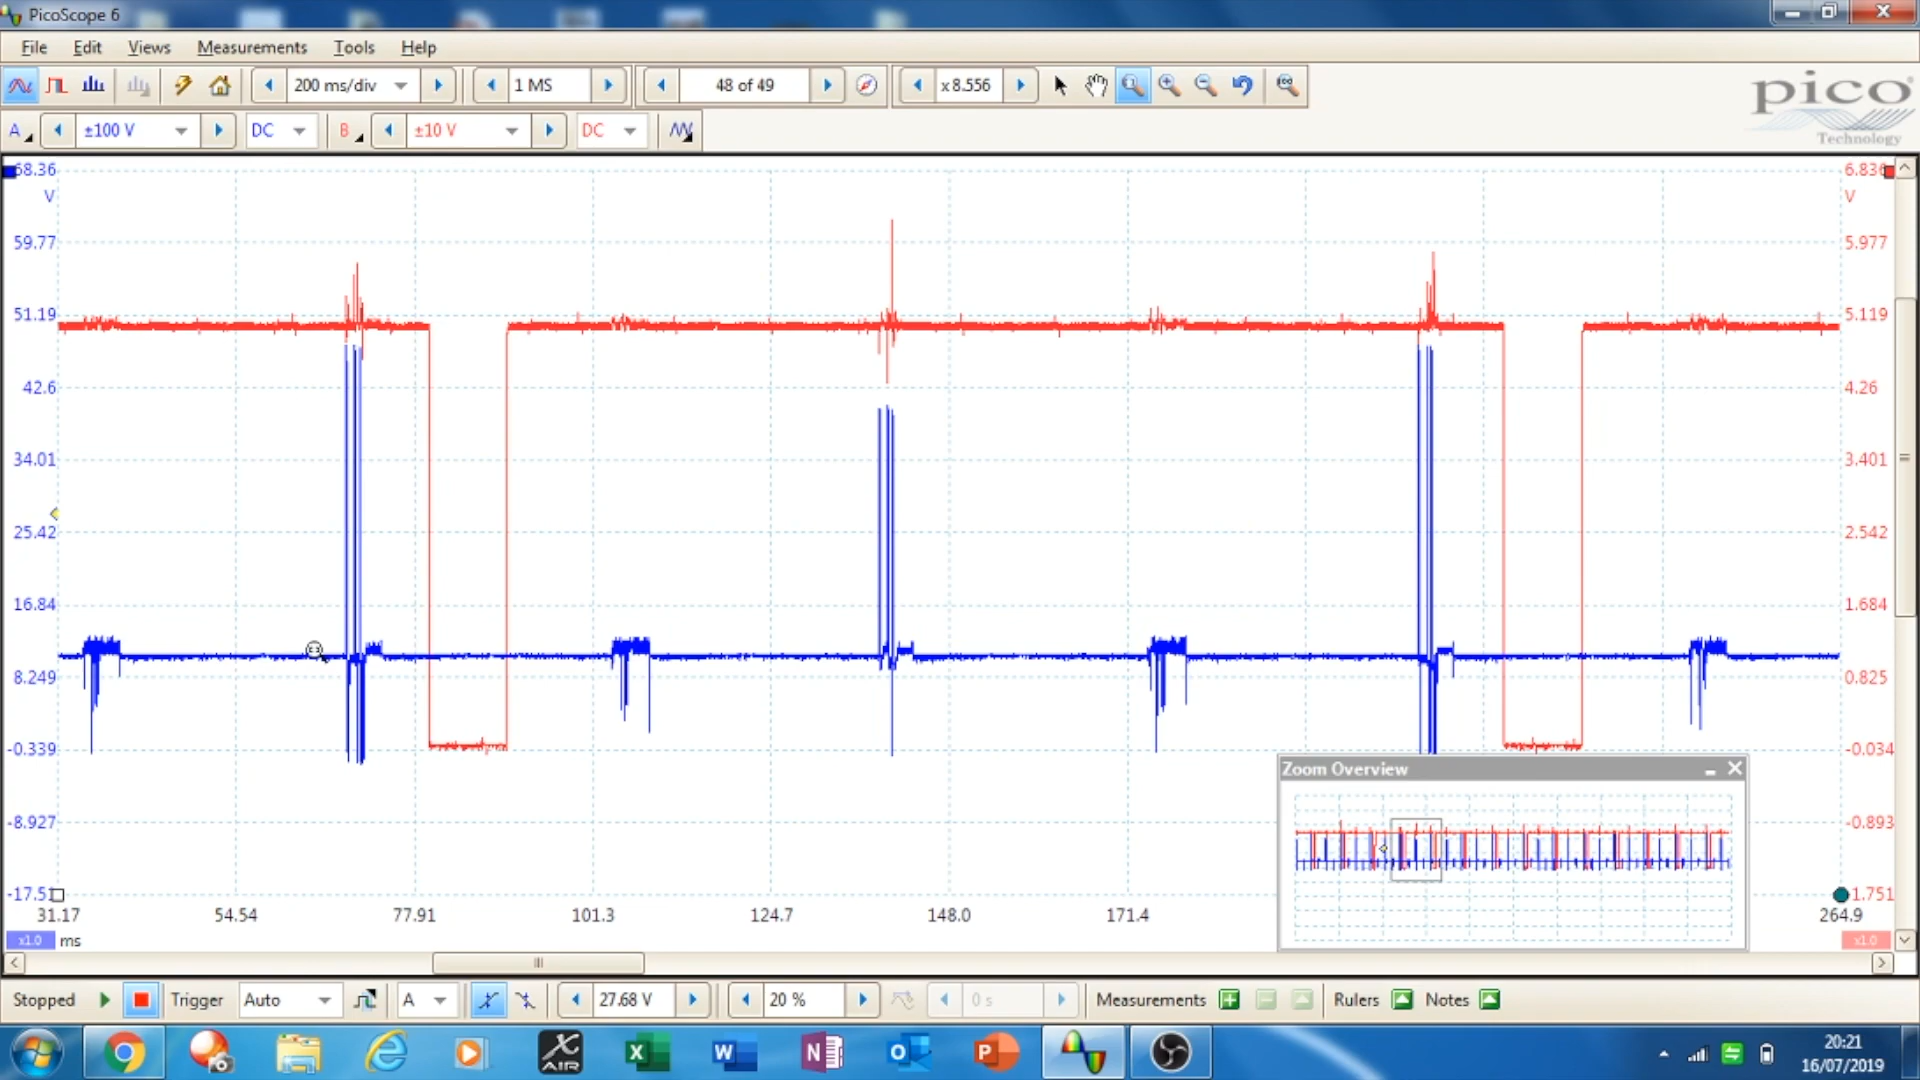 PicoScope 6
File Edit Views Measurements Tools Help
200 ms/div 1 MS 48 of 49 x8.556
pico
Technology
A ±100 V DC B ±10 V DC
68.36 6.836
V V
59.77 5.977
51.19 5.119
42.6 4.26
34.01 3.401
25.42 2.542
16.84 1.684
8.249 0.825
-0.339 -0.034
Zoom Overview
-8.927 -0.893
-17.51 1.751
31.17 54.54 77.91 101.3 124.7 148.0 171.4 264.9
x1.0 ms x1.0
Stopped Trigger Auto A 27.68 V 20 % 0 s Measurements Rulers Notes
X AIR X W N O P
20:21
16/07/2019